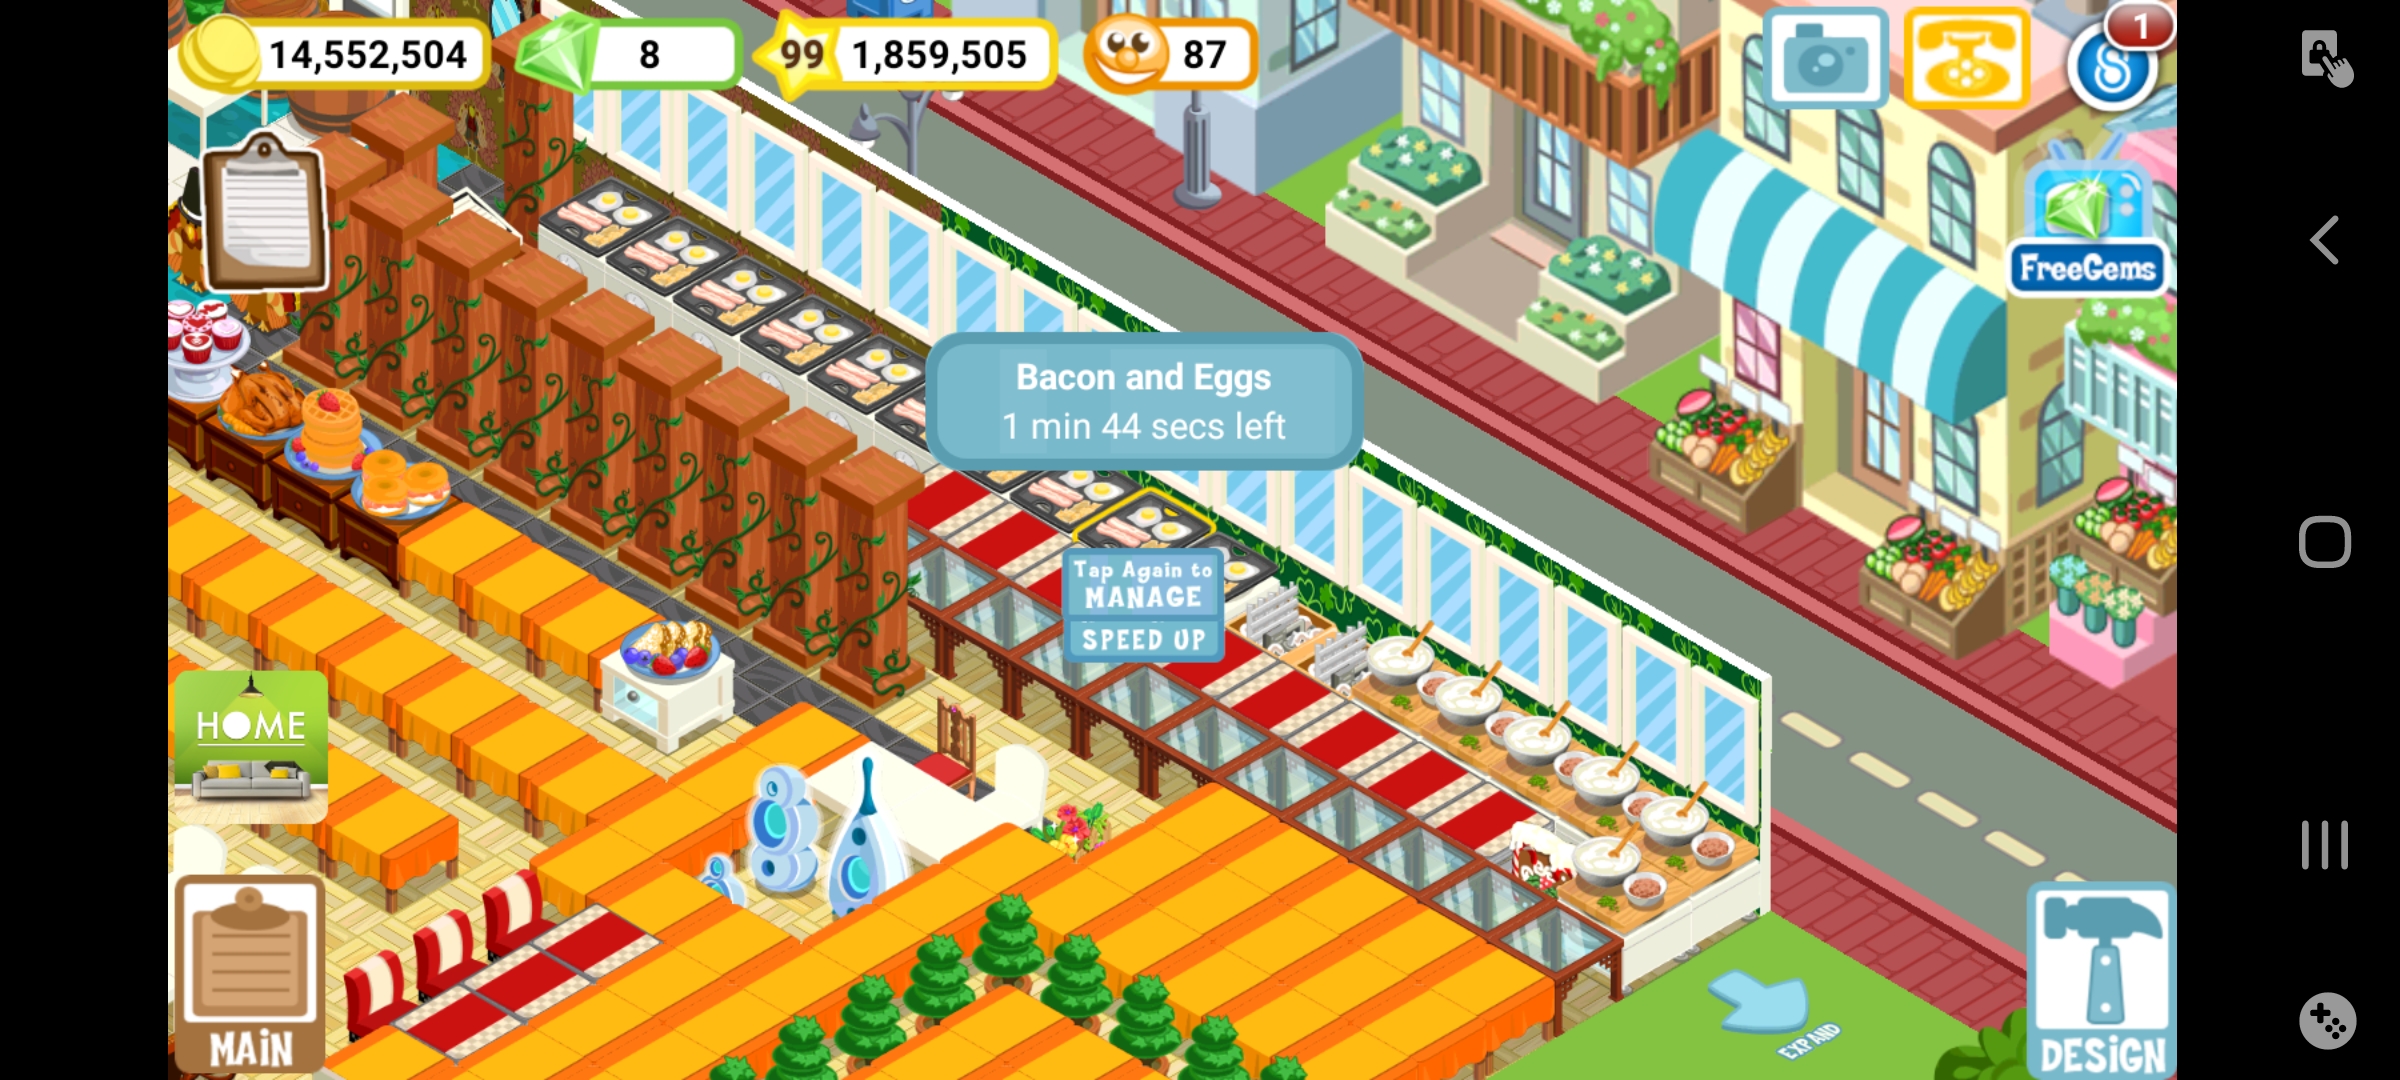 14,552,504
8
99
1,859,505
87
1
FreeGems
Bacon and Eggs
1 min 44 secs left
Tap Again to
MANAGE
SPEED UP
HOME
MAIN
EXPAND
DESIGN